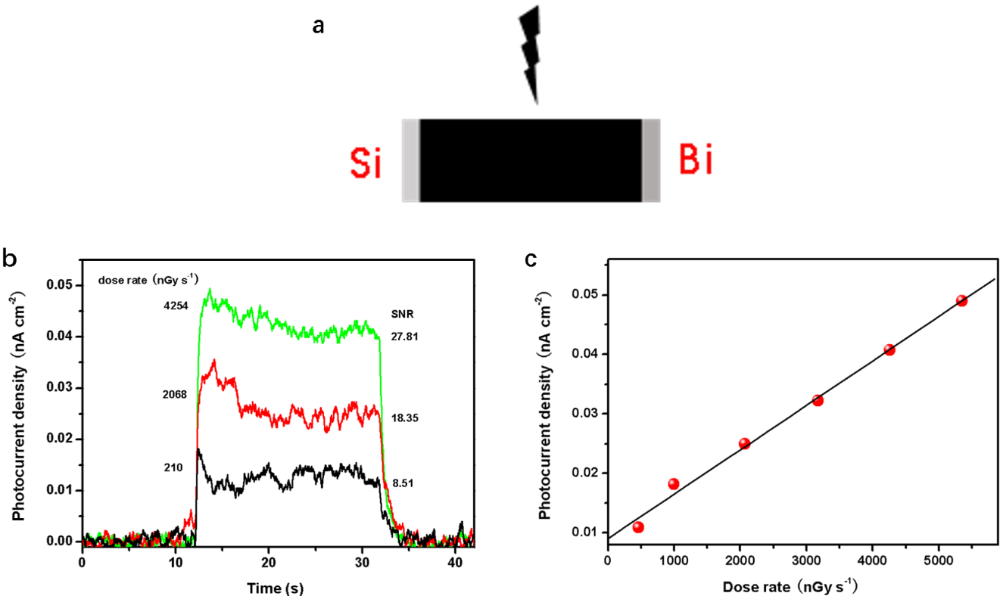 a
Si
Bi
b
dose rate (nGy s-1)
4254
SNR
27.81
2068
18.35
210
8.51
0.05
0.04
0.03
0.02
0.01
0.00
Photocurrent density (nA cm-2)
0
10
20
30
40
Time (s)
c
0.05
0.04
0.03
0.02
0.01
Photocurrent density (nA cm-2)
0
1000
2000
3000
4000
5000
Dose rate (nGy s-1)